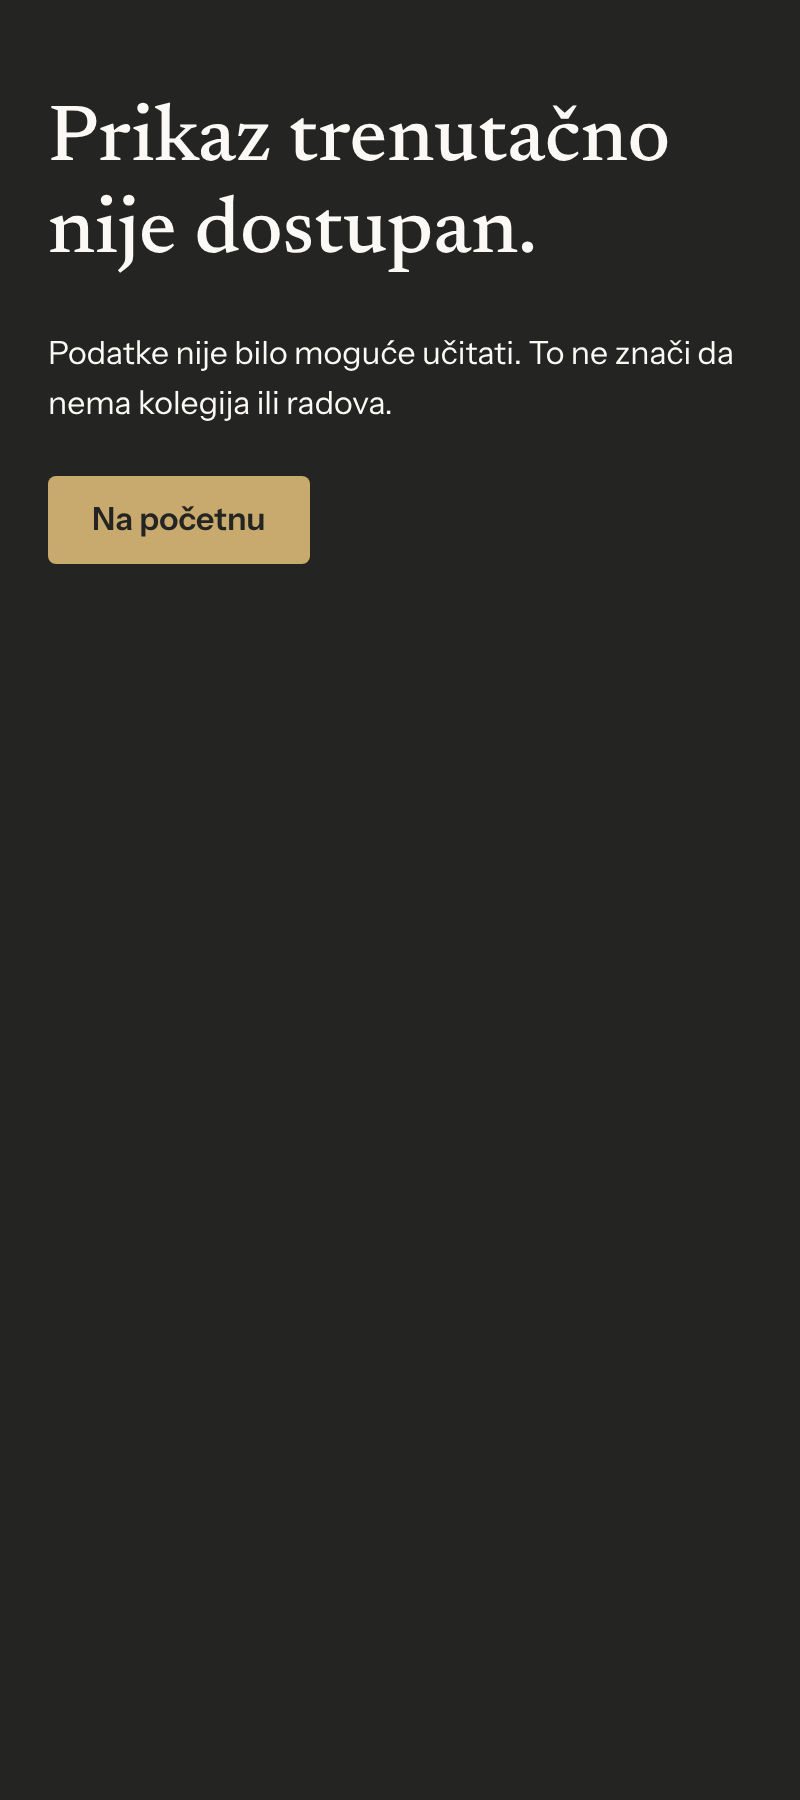 Prikaz trenutačno
nije dostupan.
Podatke nije bilo moguće učitati. To ne znači da
nema kolegija ili radova.
Na početnu